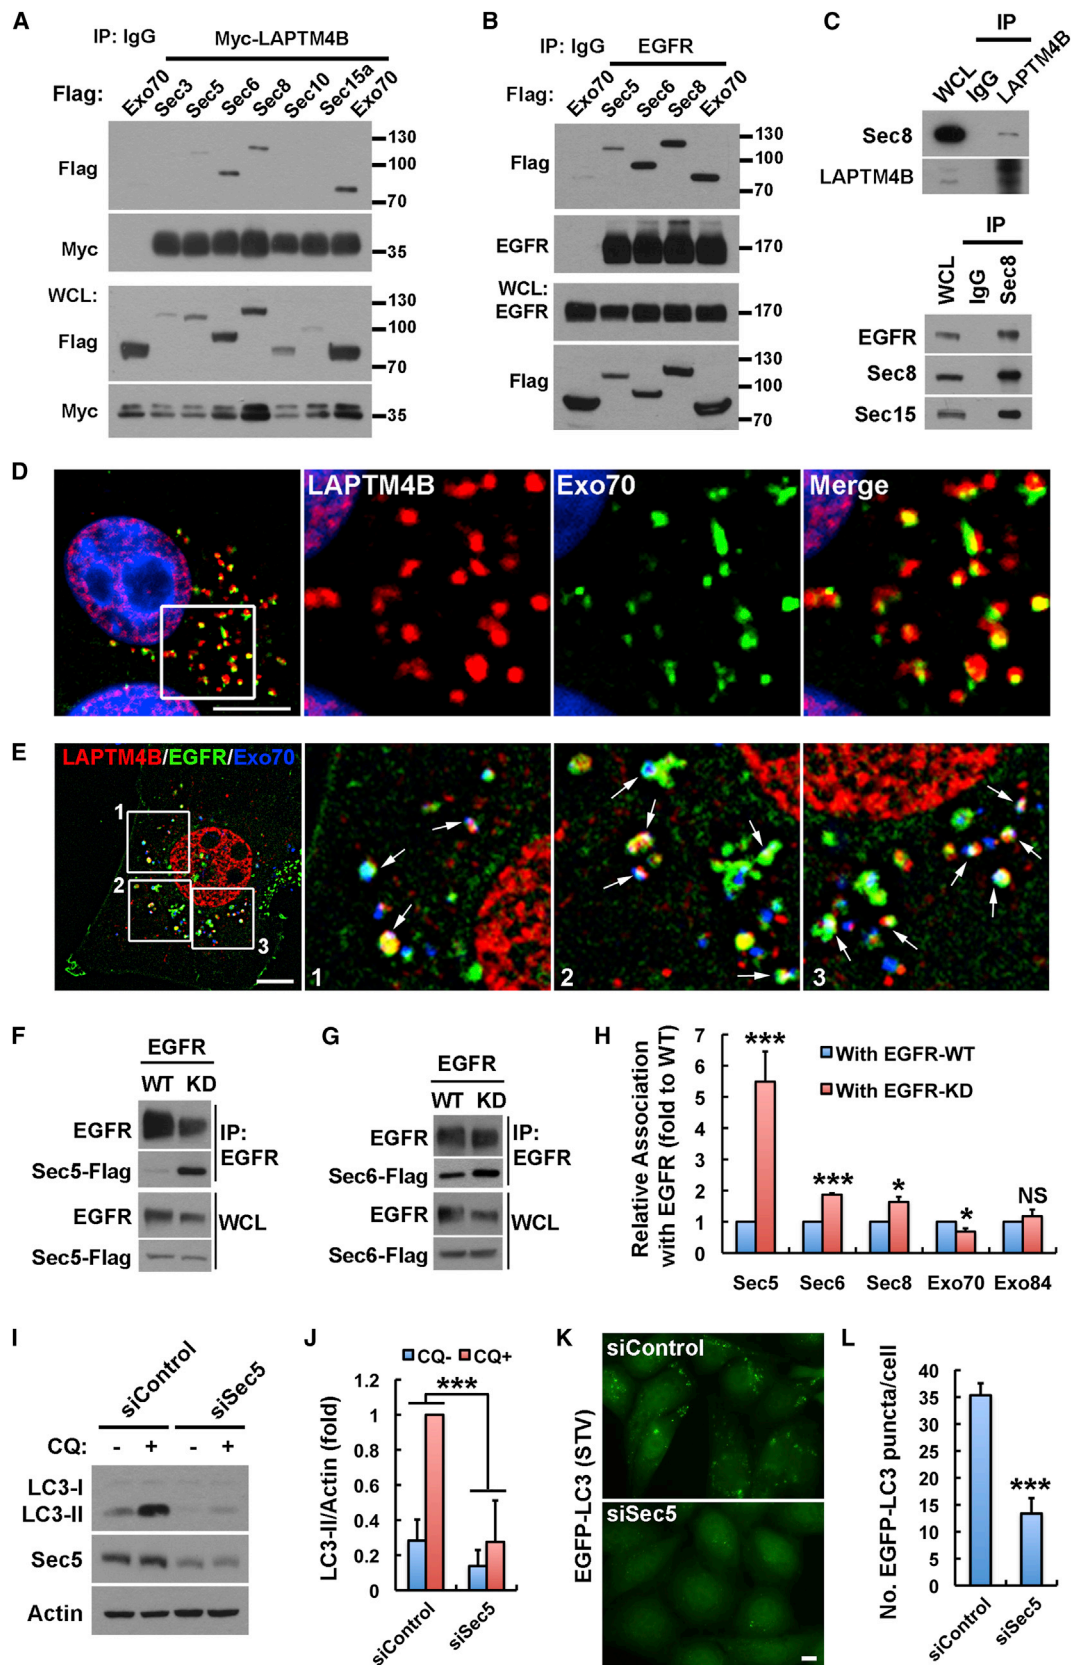 A
IP: IgG Myc-LAPTM4B
Flag: Exo70 Sec3 Sec5 Sec6 Sec8 Sec10 Sec15a Exo70
Flag
130
100
70
Myc
35
WCL:
Flag
130
100
70
Myc
35
B
IP: IgG EGFR
Flag: Exo70 Sec5 Sec6 Sec8 Exo70
Flag
130
100
70
EGFR
170
WCL:
EGFR
170
Flag
130
100
70
C
IP
WCL IgG LAPTM4B
Sec8
LAPTM4B
IP
WCL IgG Sec8
EGFR
Sec8
Sec15
D
LAPTM4B
Exo70
Merge
E
LAPTM4B/EGFR/Exo70
1
2
3
1
2
3
F
EGFR
WT KD
EGFR
Sec5-Flag
IP:
EGFR
EGFR
Sec5-Flag
WCL
G
EGFR
WT KD
EGFR
Sec6-Flag
IP:
EGFR
EGFR
Sec6-Flag
WCL
H
Relative Association
with EGFR (fold to WT)
7
6
5
4
3
2
1
0
With EGFR-WT
With EGFR-KD
***
***
*
*
NS
Sec5 Sec6 Sec8 Exo70 Exo84
I
siControl siSec5
CQ: - + - +
LC3-I
LC3-II
Sec5
Actin
J
CQ- CQ+
LC3-II/Actin (fold)
1.2
1
0.8
0.6
0.4
0.2
0
***
siControl siSec5
K
EGFP-LC3 (STV)
siControl
siSec5
L
No. EGFP-LC3 puncta/cell
40
35
30
25
20
15
10
5
0
***
siControl siSec5